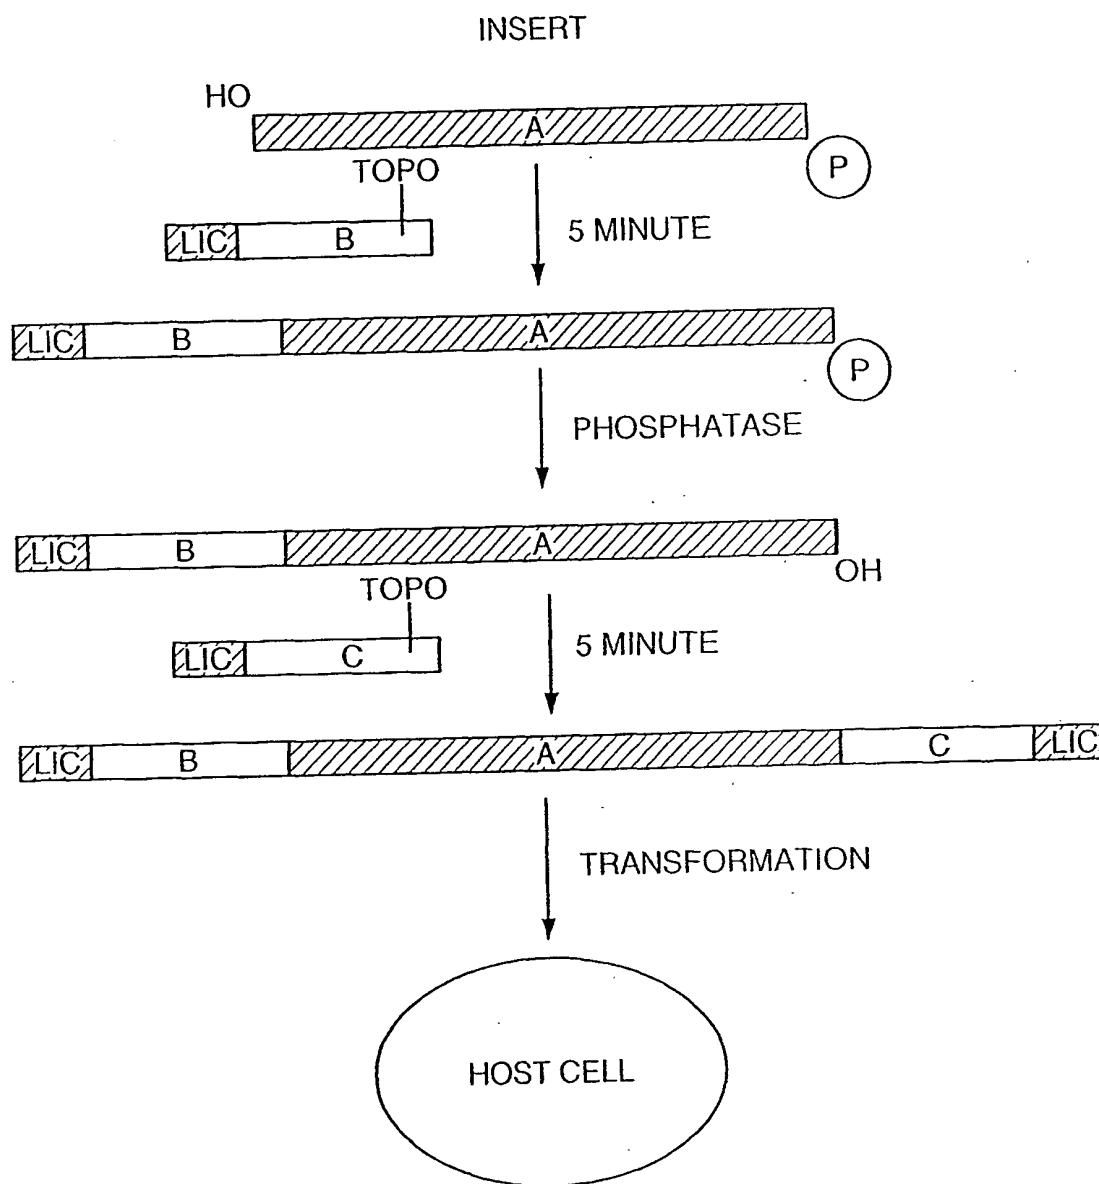 INSERT
HO
A
P
TOPO
LIC B
5 MINUTE
LIC B A
P
PHOSPHATASE
LIC B A
OH
TOPO
LIC C
5 MINUTE
LIC B A C LIC
TRANSFORMATION
HOST CELL